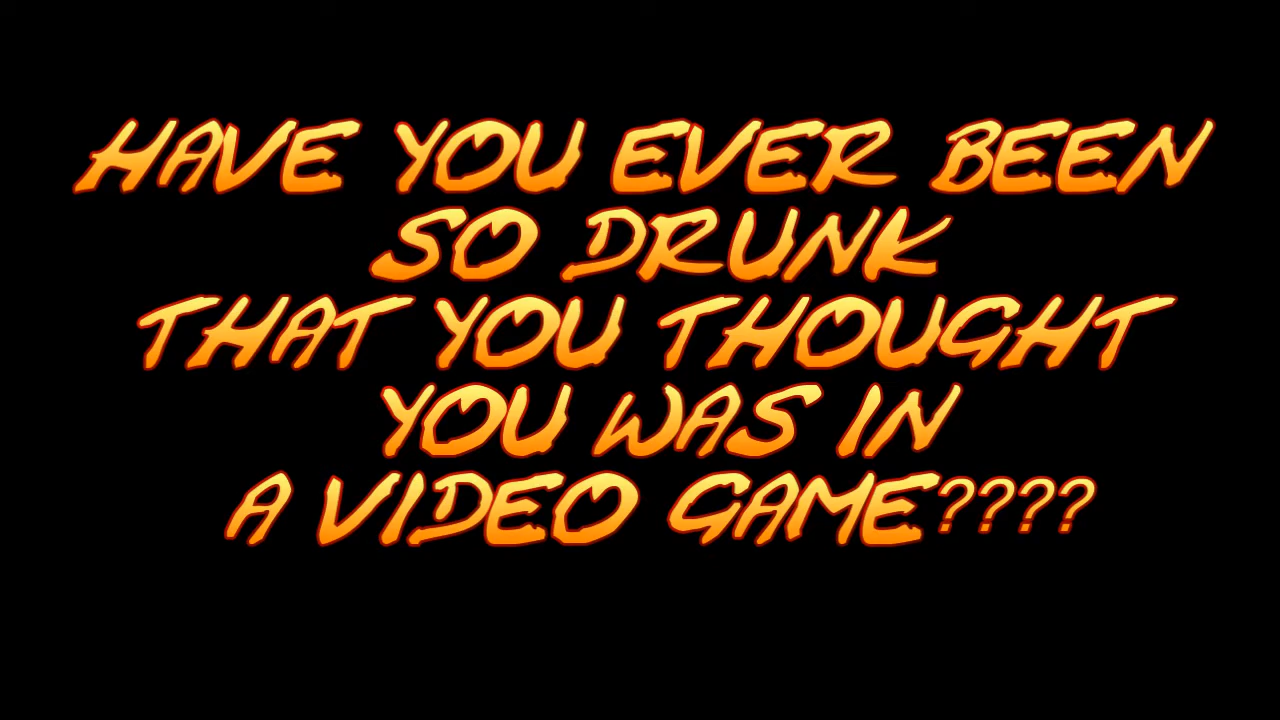 HAVE YOU EVER BEEN
SO DRUNK
THAT YOU THOUGHT
YOU WAS IN
A VIDEO GAME????